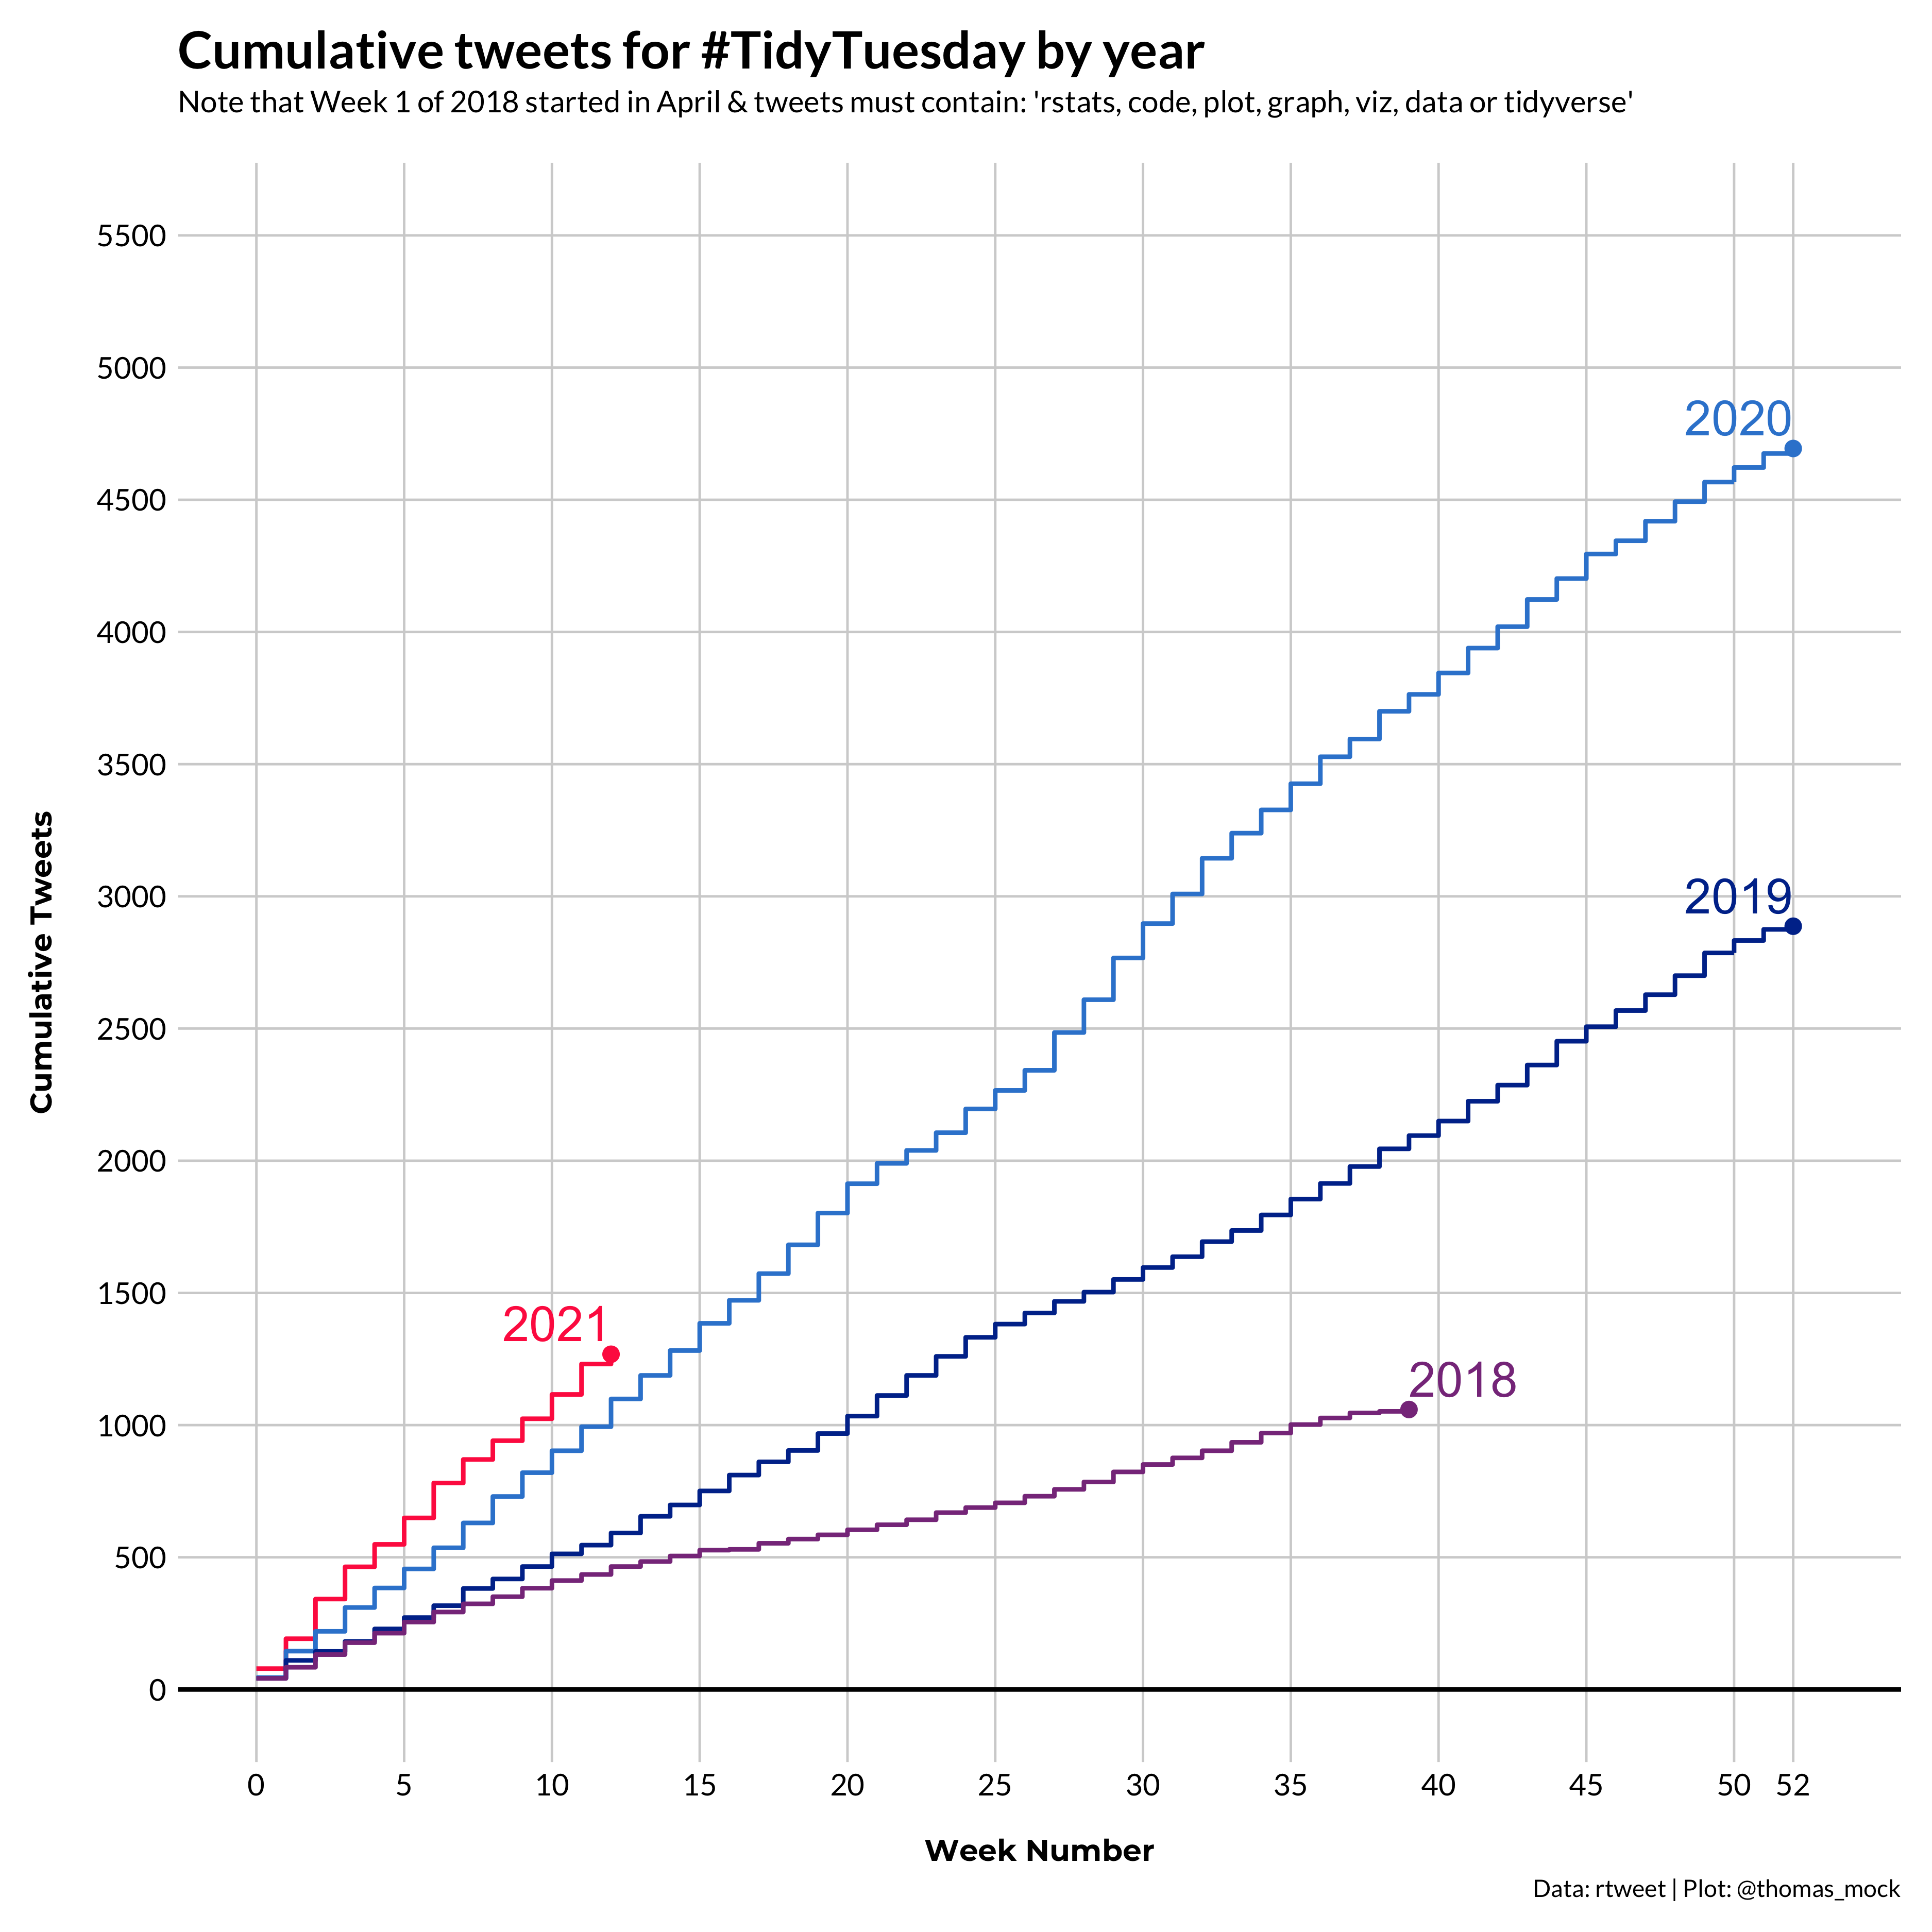 Cumulative tweets for #TidyTuesday by year
Note that Week 1 of 2018 started in April & tweets must contain: 'rstats, code, plot, graph, viz, data or tidyverse'
5500
5000
4500
4000
3500
3000
2500
2000
1500
1000
500
0
Cumulative Tweets
2020
2019
2021
2018
0 5 10 15 20 25 30 35 40 45 50 52
Week Number
Data: rtweet | Plot: @thomas_mock